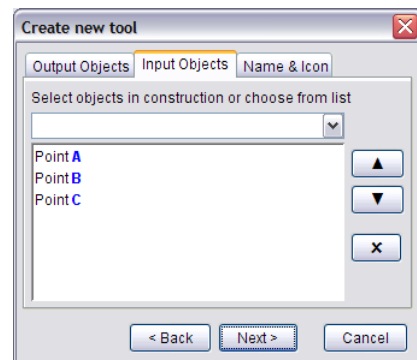 Create new tool
Output Objects Input Objects Name & Icon
Select objects in construction or choose from list
Point A
Point B
Point C
< Back Next > Cancel